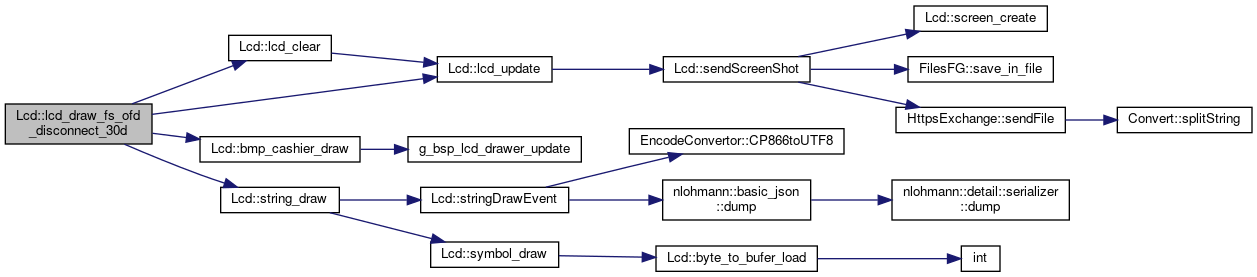 Lcd::lcd_draw_fs_ofd
_disconnect_30d
Lcd::lcd_clear
Lcd::lcd_update
Lcd::sendScreenShot
Lcd::screen_create
FilesFG::save_in_file
HttpsExchange::sendFile
Convert::splitString
Lcd::bmp_cashier_draw
g_bsp_lcd_drawer_update
Lcd::string_draw
Lcd::stringDrawEvent
EncodeConvertor::CP866toUTF8
nlohmann::basic_json
::dump
nlohmann::detail::serializer
::dump
Lcd::symbol_draw
Lcd::byte_to_bufer_load
int